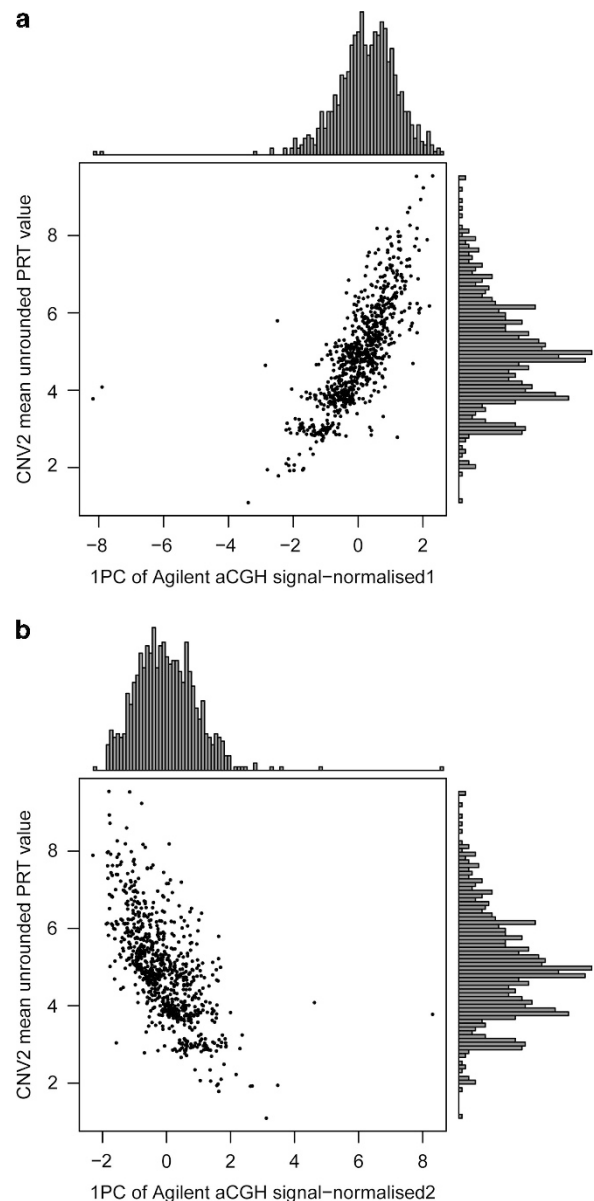 a
CNV2 mean unrounded PRT value
8
6
4
2
−8 −6 −4 −2 0 2
1PC of Agilent aCGH signal−normalised1
b
CNV2 mean unrounded PRT value
8
6
4
2
−2 0 2 4 6 8
1PC of Agilent aCGH signal−normalised2